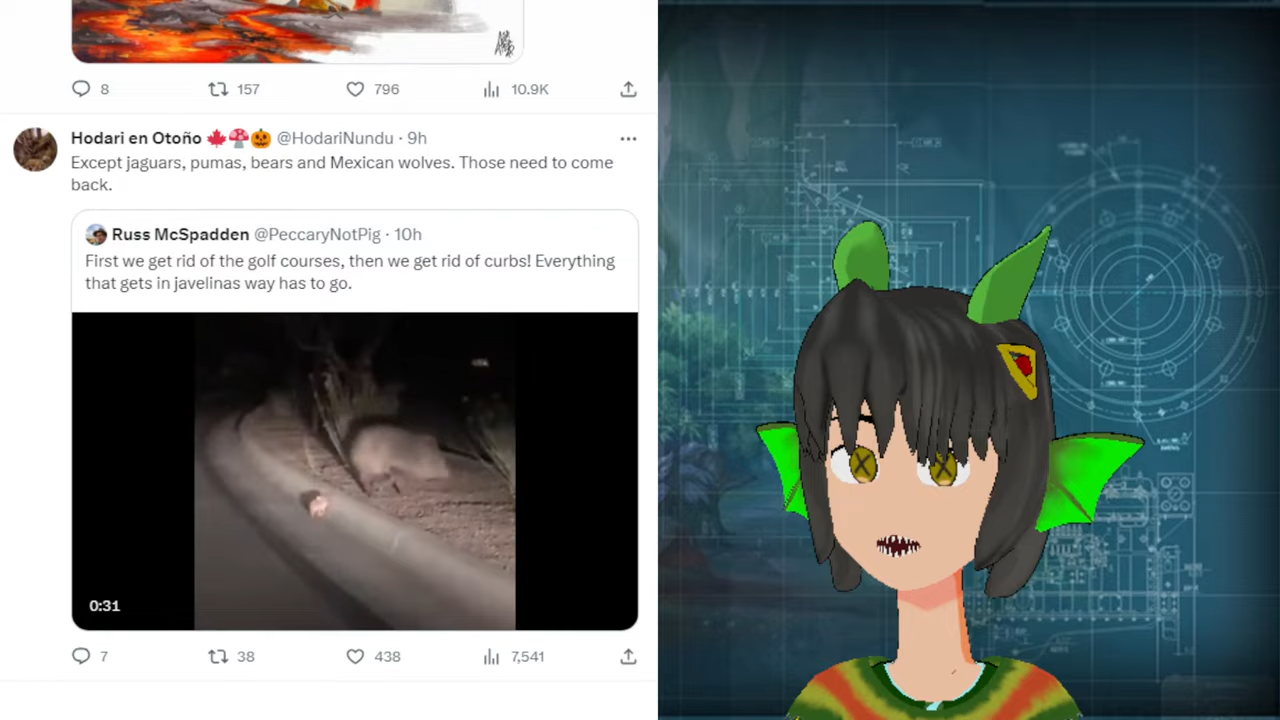 8 157 796 10.9K
Hodari en Otoño 🍁🍄🎃 @HodariNundu · 9h
Except jaguars, pumas, bears and Mexican wolves. Those need to come
back.
Russ McSpadden @PeccaryNotPig · 10h
First we get rid of the golf courses, then we get rid of curbs! Everything
that gets in javelinas way has to go.
0:31
7 38 438 7,541